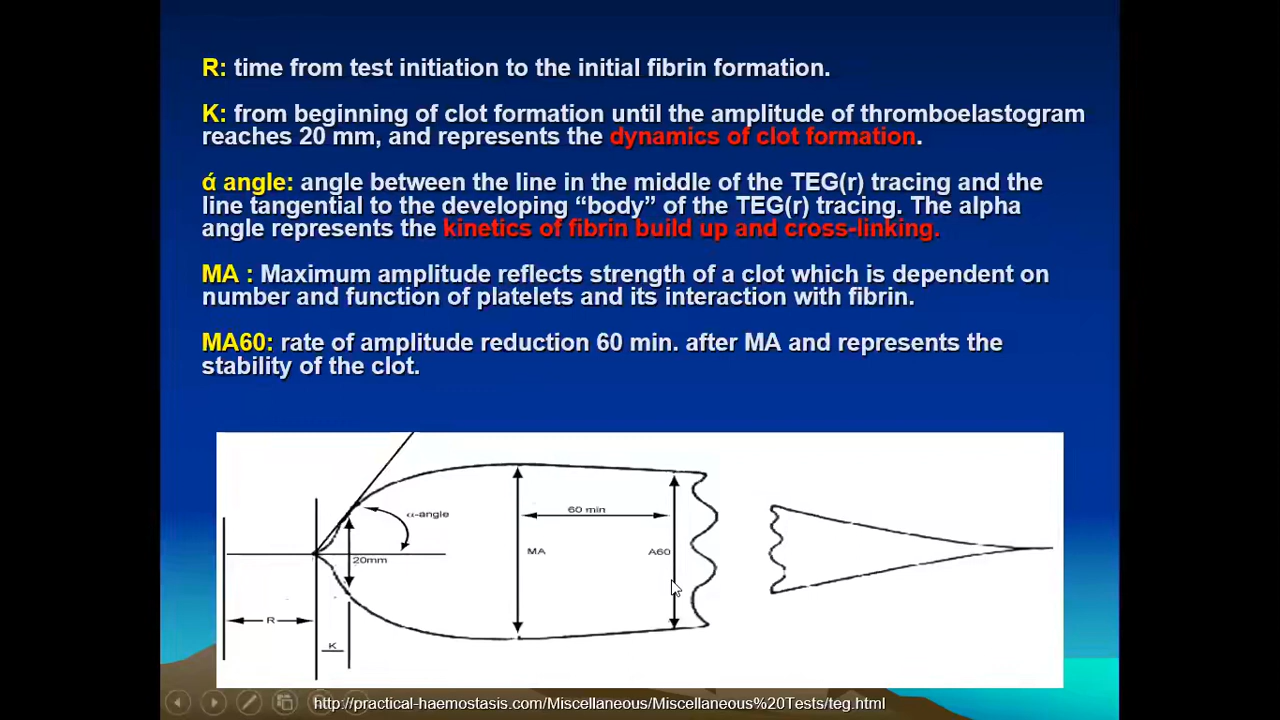 R: time from test initiation to the initial fibrin formation.
K: from beginning of clot formation until the amplitude of thromboelastogram
reaches 20 mm, and represents the dynamics of clot formation.
ά angle: angle between the line in the middle of the TEG(r) tracing and the
line tangential to the developing “body” of the TEG(r) tracing. The alpha
angle represents the kinetics of fibrin build up and cross-linking.
MA : Maximum amplitude reflects strength of a clot which is dependent on
number and function of platelets and its interaction with fibrin.
MA60: rate of amplitude reduction 60 min. after MA and represents the
stability of the clot.
α-angle
60 min
20mm
MA
A60
R
K
http://practical-haemostasis.com/Miscellaneous/Miscellaneous%20Tests/teg.html